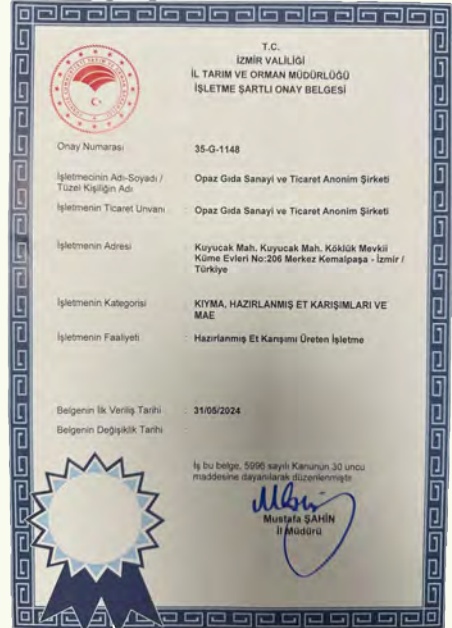 T.C.
İZMİR VALİLİĞİ
İL TARIM VE ORMAN MÜDÜRLÜĞÜ
İŞLETME ŞARTLI ONAY BELGESİ
Onay Numarası 35-G-1148
İşletmecinin Adı-Soyadı / : Opaz Gıda Sanayi ve Ticaret Anonim Şirketi
Tüzel Kişiliğin Adı
İşletmenin Ticaret Unvanı : Opaz Gıda Sanayi ve Ticaret Anonim Şirketi
İşletmenin Adresi : Kuyucak Mah. Kuyucak Mah. Köklük Mevkii
Küme Evleri No:206 Merkez Kemalpaşa - İzmir /
Türkiye
İşletmenin Kategorisi : KIYMA, HAZIRLANMIŞ ET KARIŞIMLARI VE
MAE
İşletmenin Faaliyeti : Hazırlanmış Et Karışımı Üreten İşletme
Belgenin İlk Veriliş Tarihi : 31/05/2024
Belgenin Değişiklik Tarihi :
İş bu belge, 5996 sayılı Kanunun 30 uncu
maddesine dayanılarak düzenlenmiştir
Mustafa ŞAHİN
İl Müdürü